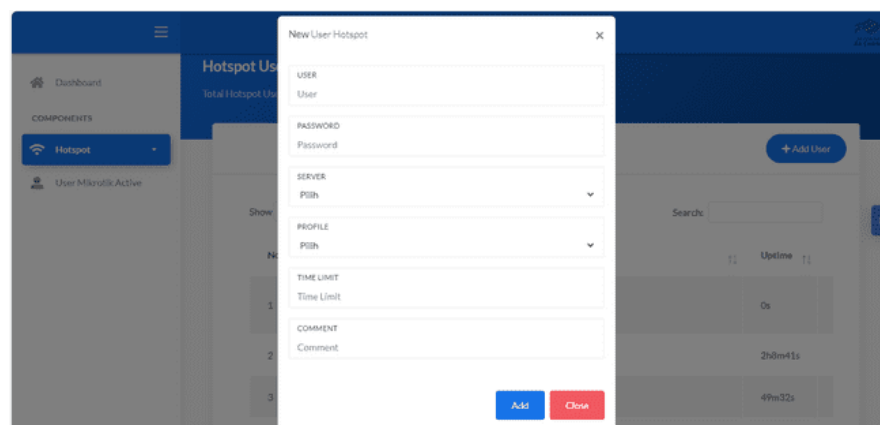 New User Hotspot ×
Hotspot Us
Total Hotspot Use
Dashboard
COMPONENTS
Hotspot
User Mikrotik Active
USER
User
PASSWORD
Password
SERVER
Pilih
PROFILE
Pilih
TIME LIMIT
Time Limit
COMMENT
Comment
Add
Close
+ Add User
Show
Search:
No
Uptime
1
0s
2
2h8m41s
3
49m32s